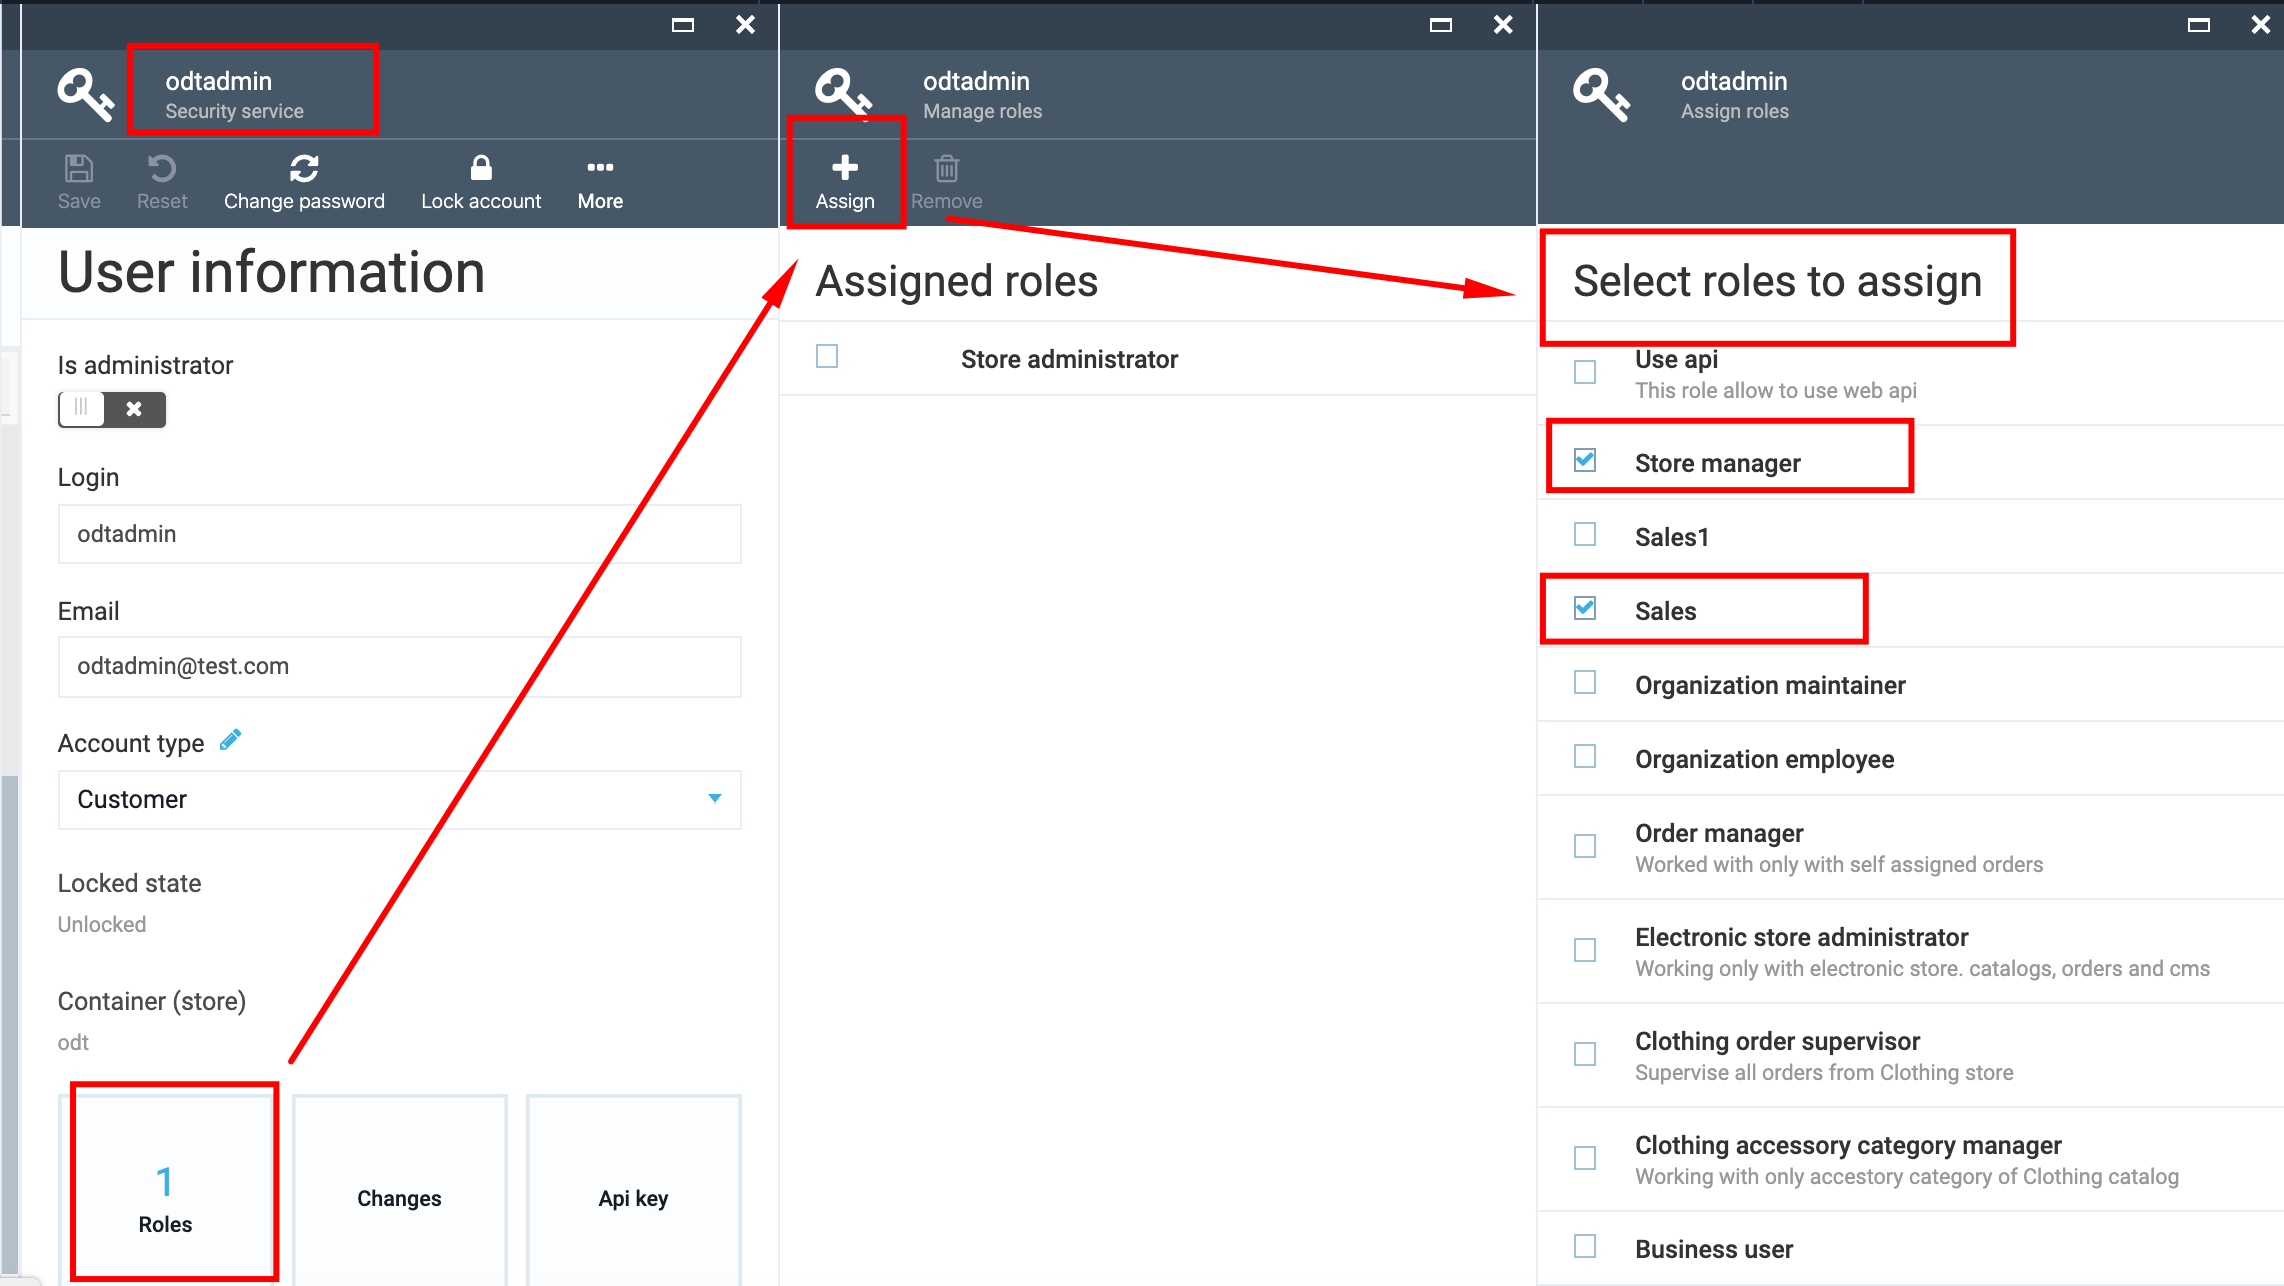 odtadmin
Security service
Save
Reset
Change password
Lock account
More
User information
Is administrator
Login
odtadmin
Email
odtadmin@test.com
Account type
Customer
Locked state
Unlocked
Container (store)
odt
1
Roles
Changes
Api key
odtadmin
Manage roles
Assign
Remove
Assigned roles
Store administrator
odtadmin
Assign roles
Select roles to assign
Use api
This role allow to use web api
Store manager
Sales1
Sales
Organization maintainer
Organization employee
Order manager
Worked with only with self assigned orders
Electronic store administrator
Working only with electronic store. catalogs, orders and cms
Clothing order supervisor
Supervise all orders from Clothing store
Clothing accessory category manager
Working with only accestory category of Clothing catalog
Business user